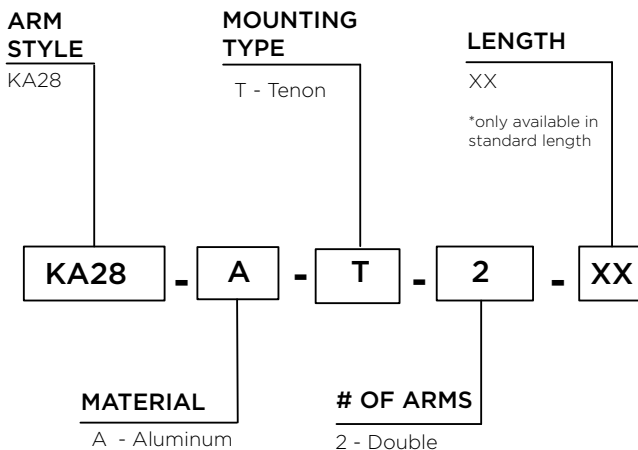 ARM
STYLE
KA28
MOUNTING
TYPE
T - Tenon
LENGTH
XX
*only available in
standard length
KA28 - A - T - 2 - XX
MATERIAL
A - Aluminum
# OF ARMS
2 - Double